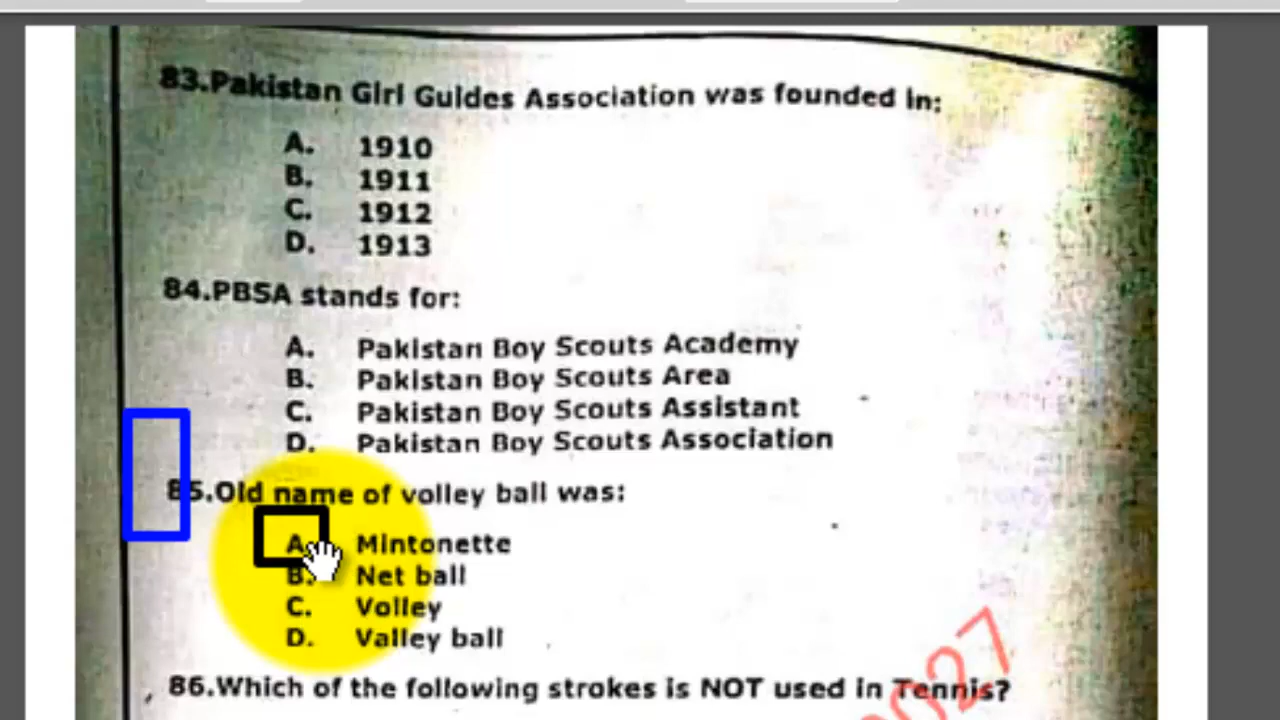 83.Pakistan Girl Guides Association was founded in:
A. 1910
B. 1911
C. 1912
D. 1913
84.PBSA stands for:
A. Pakistan Boy Scouts Academy
B. Pakistan Boy Scouts Area
C. Pakistan Boy Scouts Assistant
D. Pakistan Boy Scouts Association
85.Old name of volley ball was:
A. Mintonette
B. Net ball
C. Volley
D. Valley ball
86.Which of the following strokes is NOT used in Tennis?